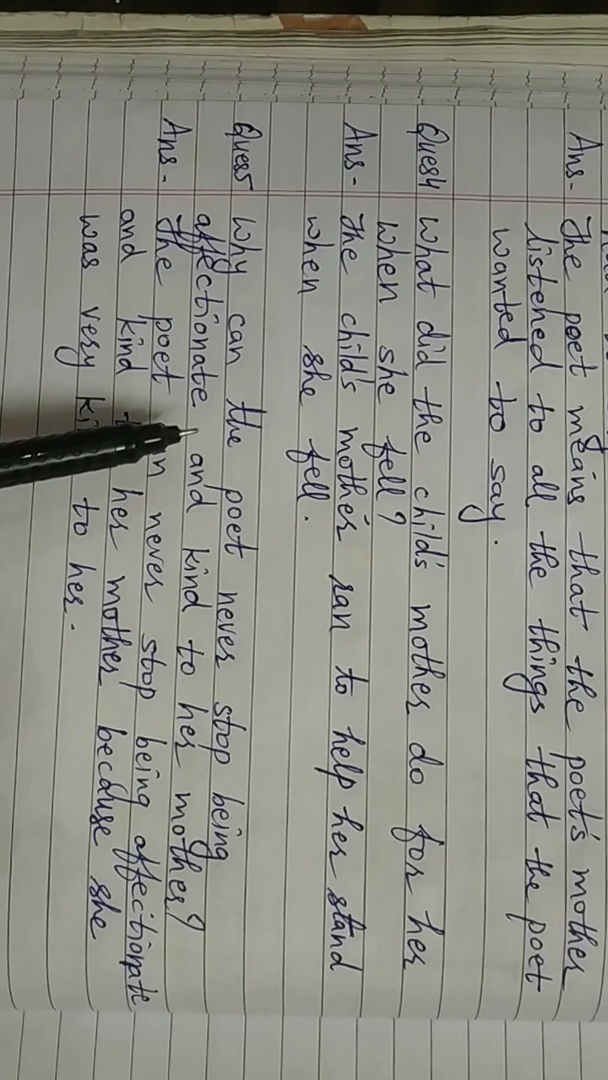 Ans- The poet means that the poet's mother
listened to all the things that the poet
wanted to say.
Ques4 What did the child's mother do for her
when she fell?
Ans- The child's mother ran to help her stand
when she fell.
Ques5 Why can the poet never stop being
affectionate and kind to her mother?
Ans- The poet never stop being affectionate
and kind her mother because she
was very to her.